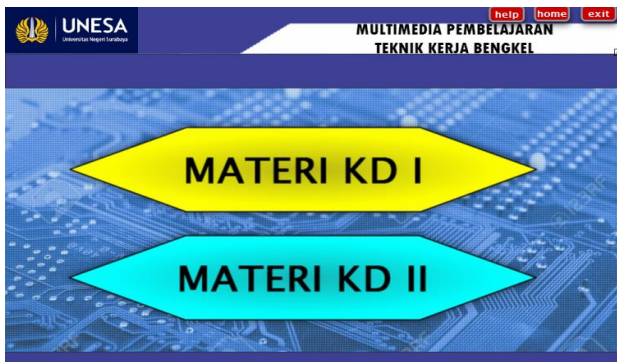 help home exit
UNESA
Universitas Negeri Surabaya
MULTIMEDIA PEMBELAJARAN
TEKNIK KERJA BENGKEL
MATERI KD I
MATERI KD II